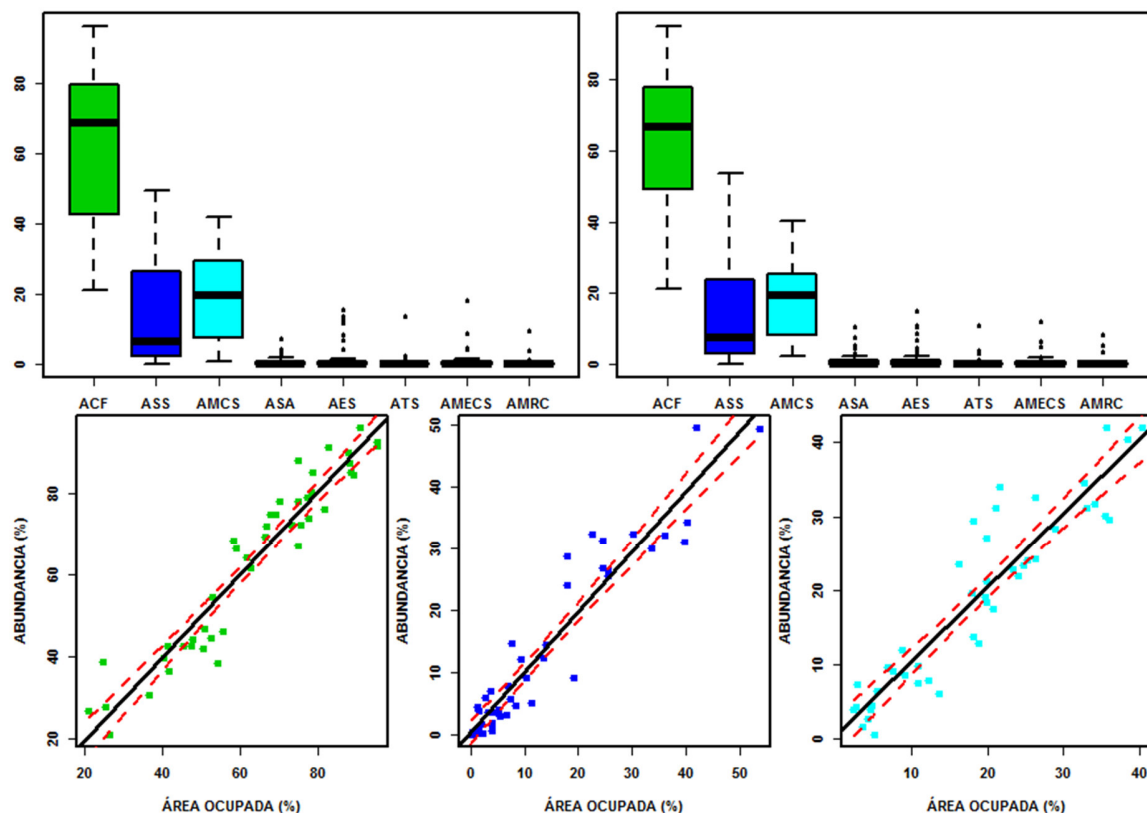 80
60
40
20
0
80
60
40
20
0
ACF ASS AMCS ASA AES ATS AMECS AMRC
ACF ASS AMCS ASA AES ATS AMECS AMRC
ABUNDANCIA (%)
80
60
40
20
20 40 60 80
ÁREA OCUPADA (%)
ABUNDANCIA (%)
50
40
30
20
10
0
0 10 20 30 40 50
ÁREA OCUPADA (%)
ABUNDANCIA (%)
40
30
20
10
0
10 20 30 40
ÁREA OCUPADA (%)